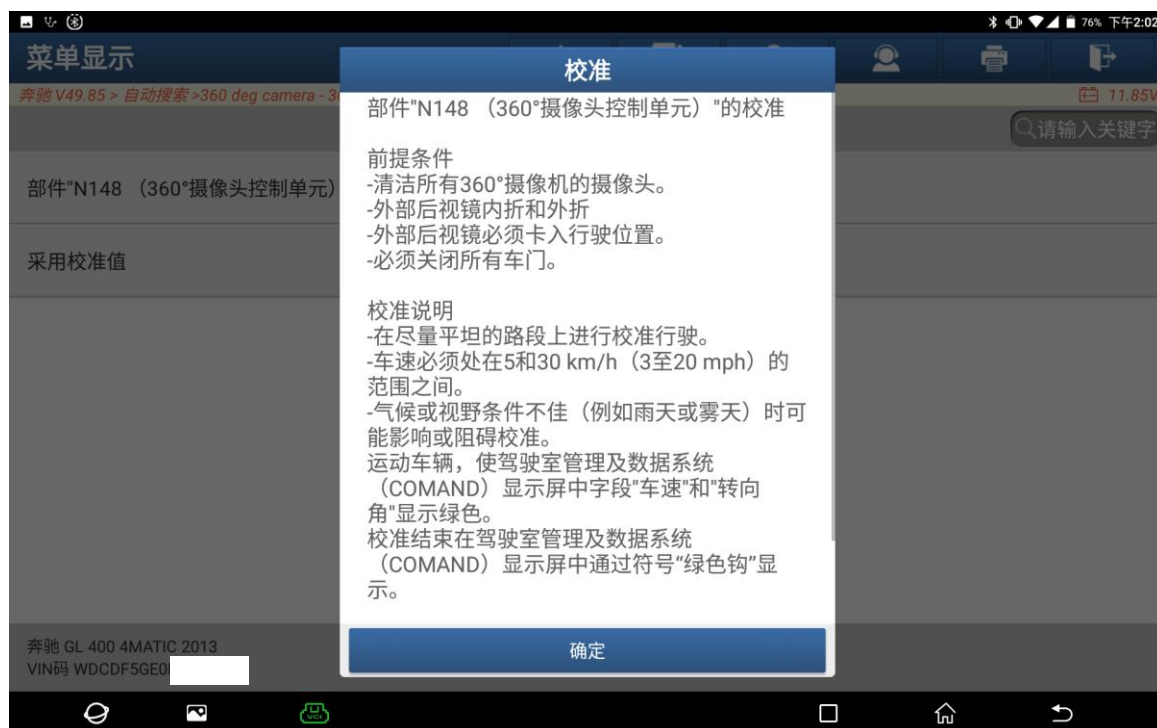 76% 下午2:02
菜单显示
奔驰 V49.85 > 自动搜索 >360 deg camera - 3
11.85V
请输入关键字
部件"N148 （360°摄像头控制单元）
采用校准值
校准
部件"N148 （360°摄像头控制单元）"的校准
前提条件
-清洁所有360°摄像机的摄像头。
-外部后视镜内折和外折
-外部后视镜必须卡入行驶位置。
-必须关闭所有车门。
校准说明
-在尽量平坦的路段上进行校准行驶。
-车速必须处在5和30 km/h（3至20 mph）的
范围之间。
-气候或视野条件不佳（例如雨天或雾天）时可
能影响或阻碍校准。
运动车辆，使驾驶室管理及数据系统
（COMAND）显示屏中字段"车速"和"转向
角"显示绿色。
校准结束在驾驶室管理及数据系统
（COMAND）显示屏中通过符号“绿色钩”显
示。
确定
奔驰 GL 400 4MATIC 2013
VIN码 WDCDF5GE0
VCI